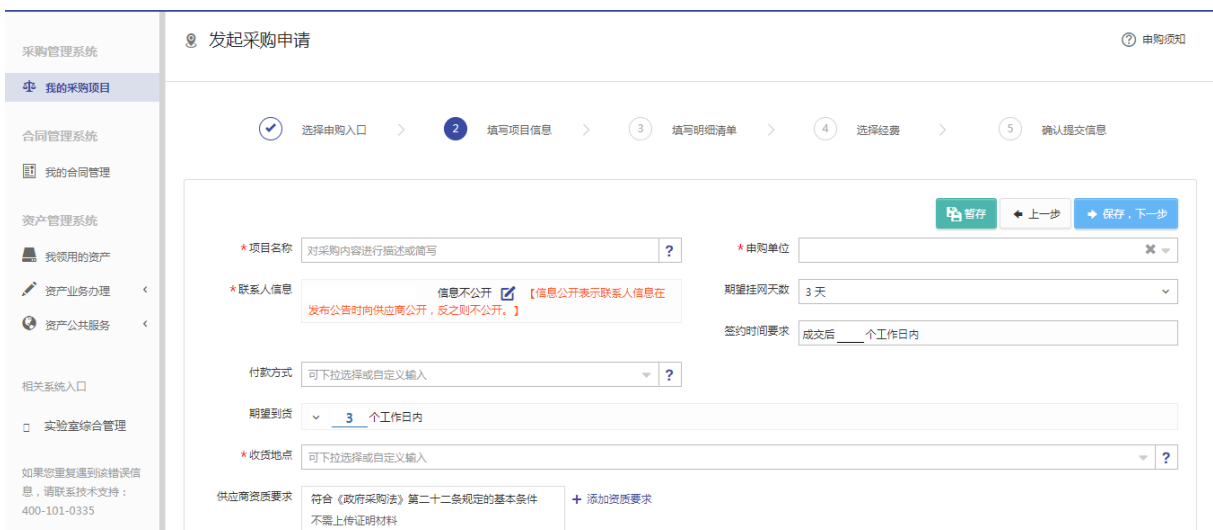 采购管理系统
我的采购项目
合同管理系统
我的合同管理
资产管理系统
我领用的资产
资产业务办理
资产公共服务
相关系统入口
实验室综合管理
如果您重复遇到该错误信
息,请联系技术支持:
400-101-0335
发起采购申请
? 申购须知
选择申购入口
2 填写项目信息
3 填写明细清单
4 选择经费
5 确认提交信息
暂存
上一步
保存,下一步
*项目名称 对采购内容进行描述或简写 ?
*申购单位
*联系人信息 信息不公开 【信息公开表示联系人信息在
发布公告时向供应商公开,反之则不公开。】
期望挂网天数 3 天
签约时间要求 成交后____个工作日内
付款方式 可下拉选择或自定义输入 ?
期望到货 3 个工作日内
*收货地点 可下拉选择或自定义输入 ?
供应商资质要求 符合《政府采购法》第二十二条规定的基本条件
不需上传证明材料
+ 添加资质要求